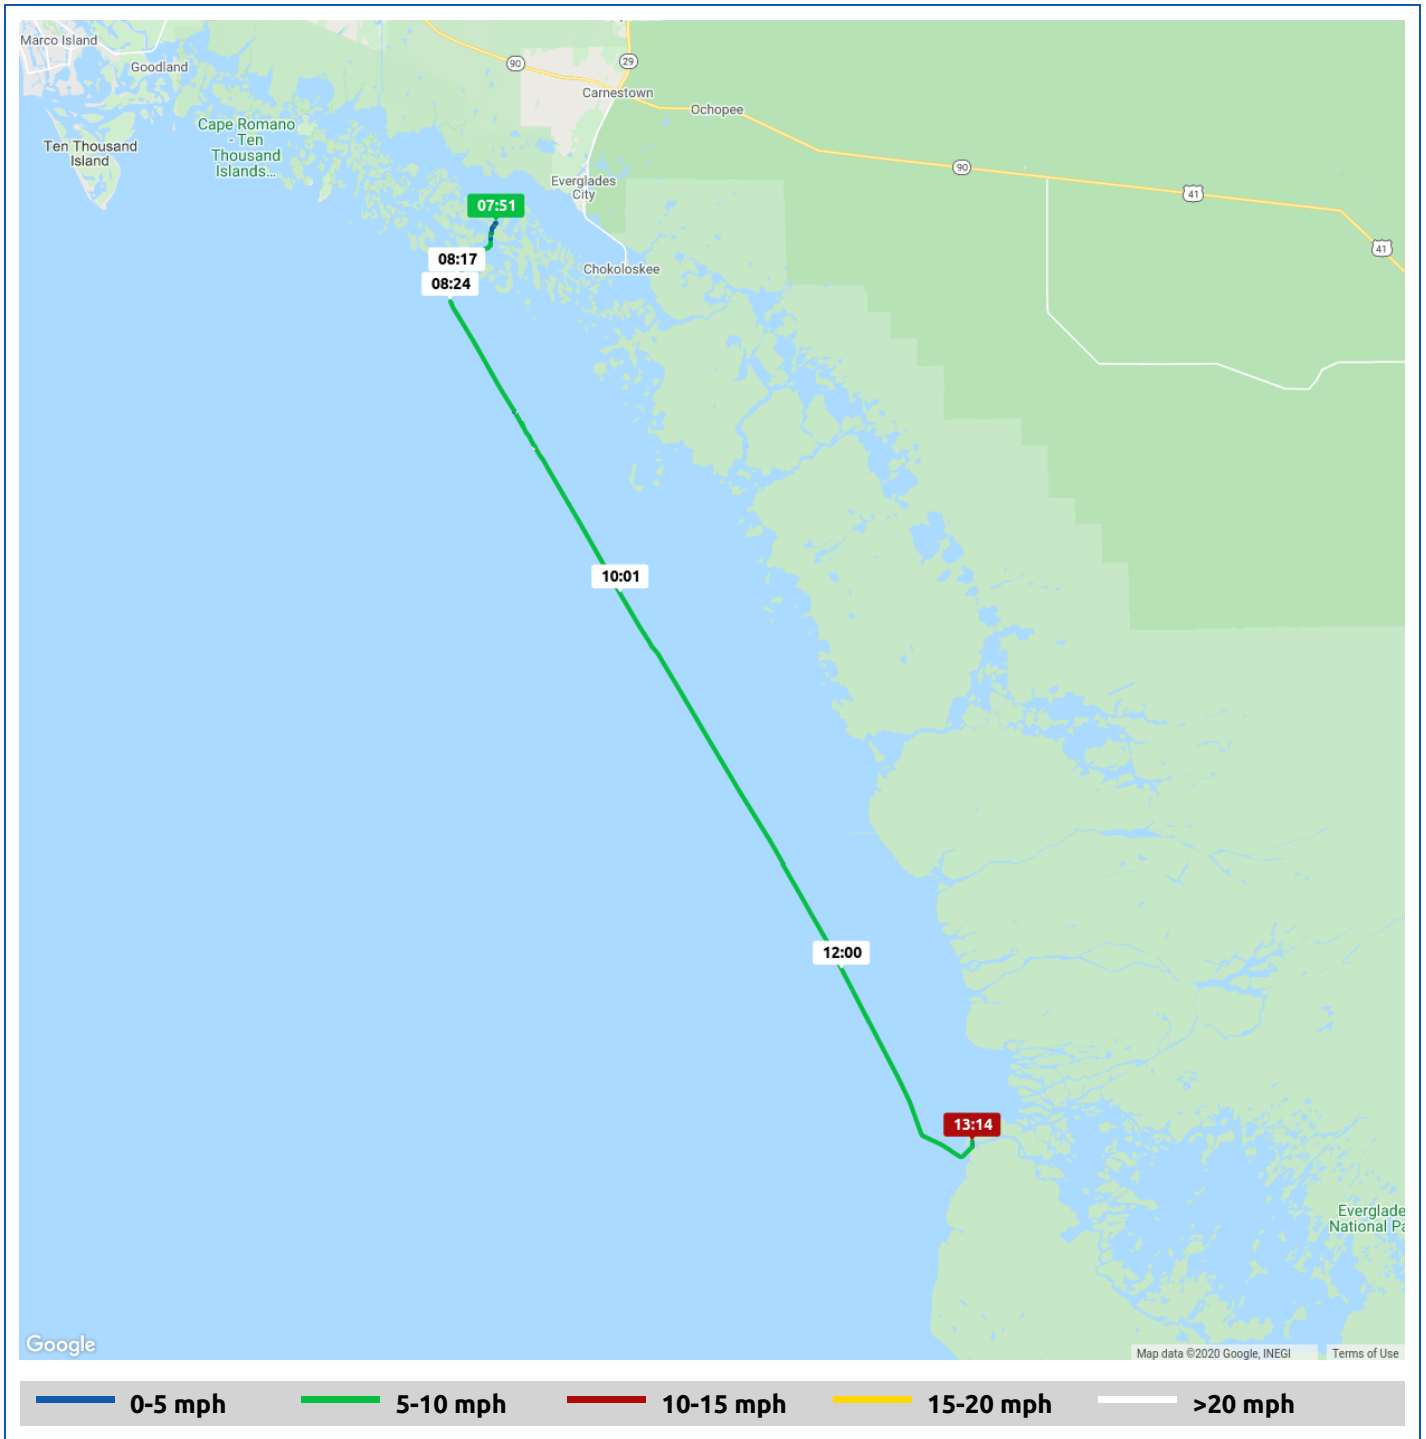 Marco Island
Goodland
90
29
Carnestown
Ochopee
Cape Romano
- Ten
Thousand
Islands...
Ten Thousand
Island
90
41
Everglades
City
07:51
41
08:17
Chokoloskee
08:24
10:01
12:00
13:14
Everglade
National Pa
Google
Map data ©2020 Google, INEGI
Terms of Use
0-5 mph
5-10 mph
10-15 mph
15-20 mph
>20 mph